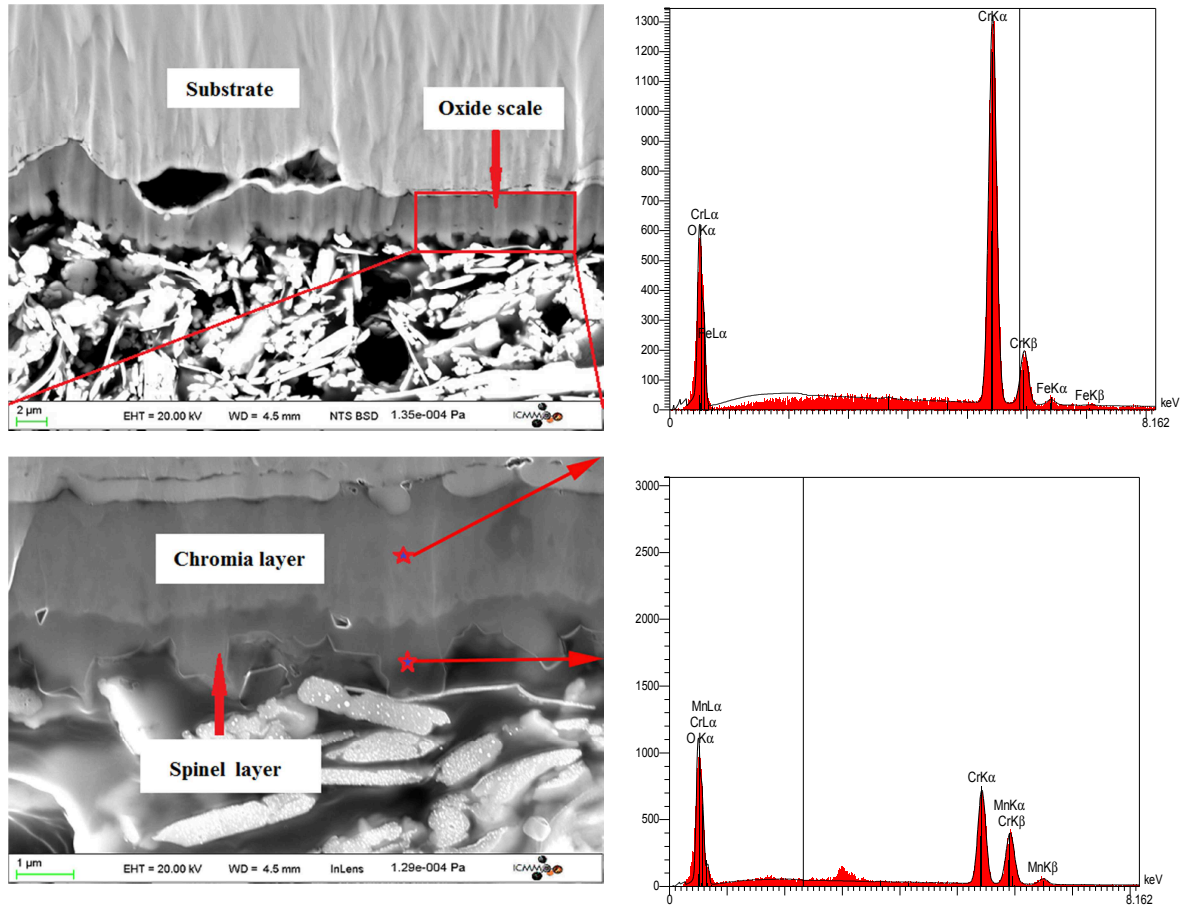 Substrate
Oxide scale
2 µm
EHT = 20.00 kV WD = 4.5 mm NTS BSD 1.35e-004 Pa
ICMM
1300
1200
1100
1000
900
800
700
600
500
400
300
200
100
0
CrKα
CrLα
OKα
FeLα
CrKβ
FeKα
FeKβ
keV
0
8.162
Chromia layer
Spinel layer
1 µm
EHT = 20.00 kV WD = 4.5 mm InLens 1.29e-004 Pa
ICMM
3000
2500
2000
1500
1000
500
0
MnLα
CrLα
O Kα
CrKα
MnKα
CrKβ
MnKβ
keV
0
8.162